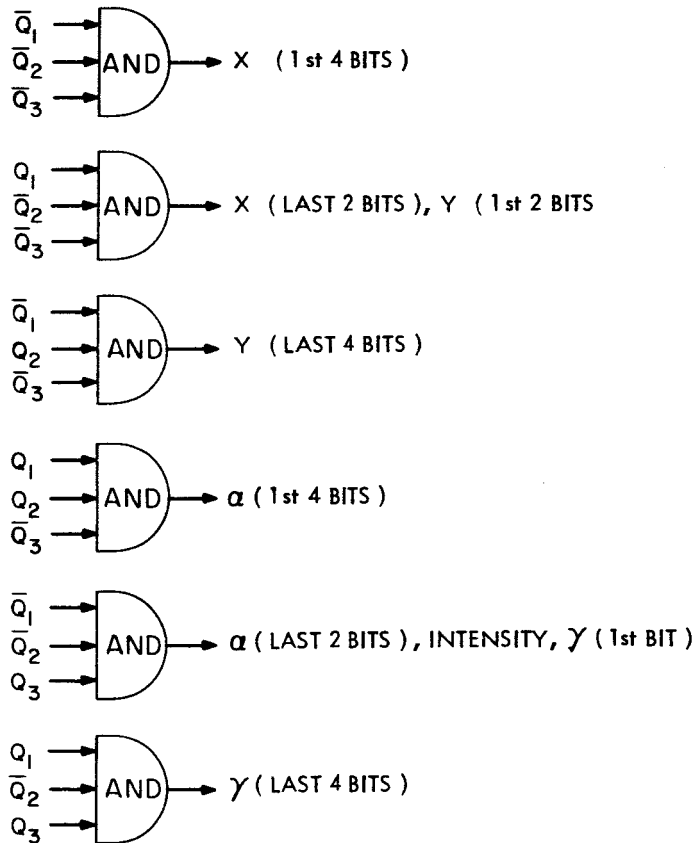 Q̅1
Q̅2 AND X (1st 4 BITS)
Q̅3
Q1
Q̅2 AND X (LAST 2 BITS), Y (1st 2 BITS
Q̅3
Q̅1
Q2 AND Y (LAST 4 BITS)
Q̅3
Q1
Q2 AND α (1st 4 BITS)
Q̅3
Q̅1
Q̅2 AND α (LAST 2 BITS), INTENSITY, γ (1st BIT)
Q3
Q1
Q̅2 AND γ (LAST 4 BITS)
Q3